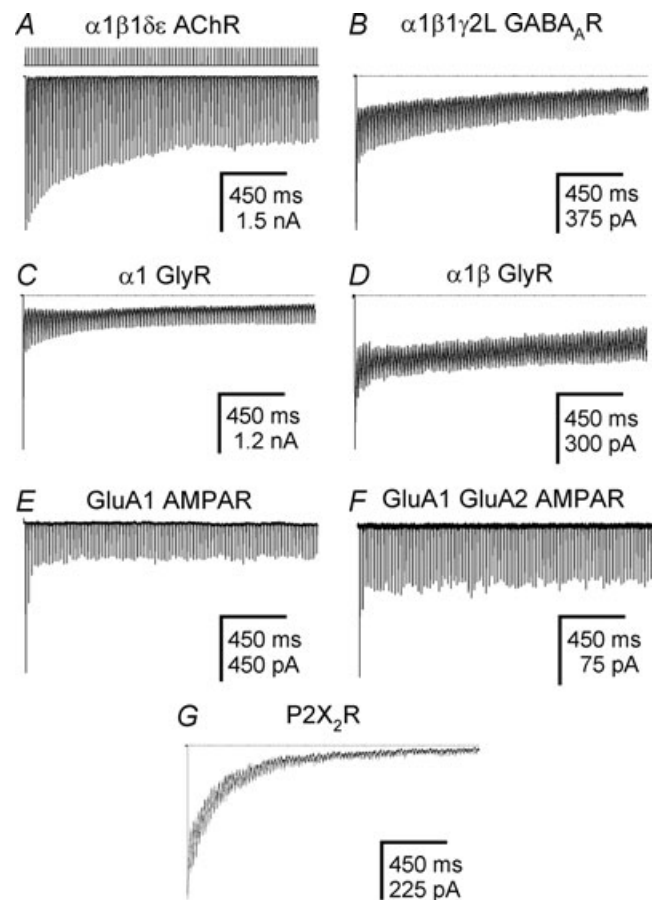 A α1β1δε AChR
B α1β1γ2L GABA_AR
450 ms
1.5 nA
450 ms
375 pA
C α1 GlyR
D α1β GlyR
450 ms
1.2 nA
450 ms
300 pA
E GluA1 AMPAR
F GluA1 GluA2 AMPAR
450 ms
450 pA
450 ms
75 pA
G P2X₂R
450 ms
225 pA